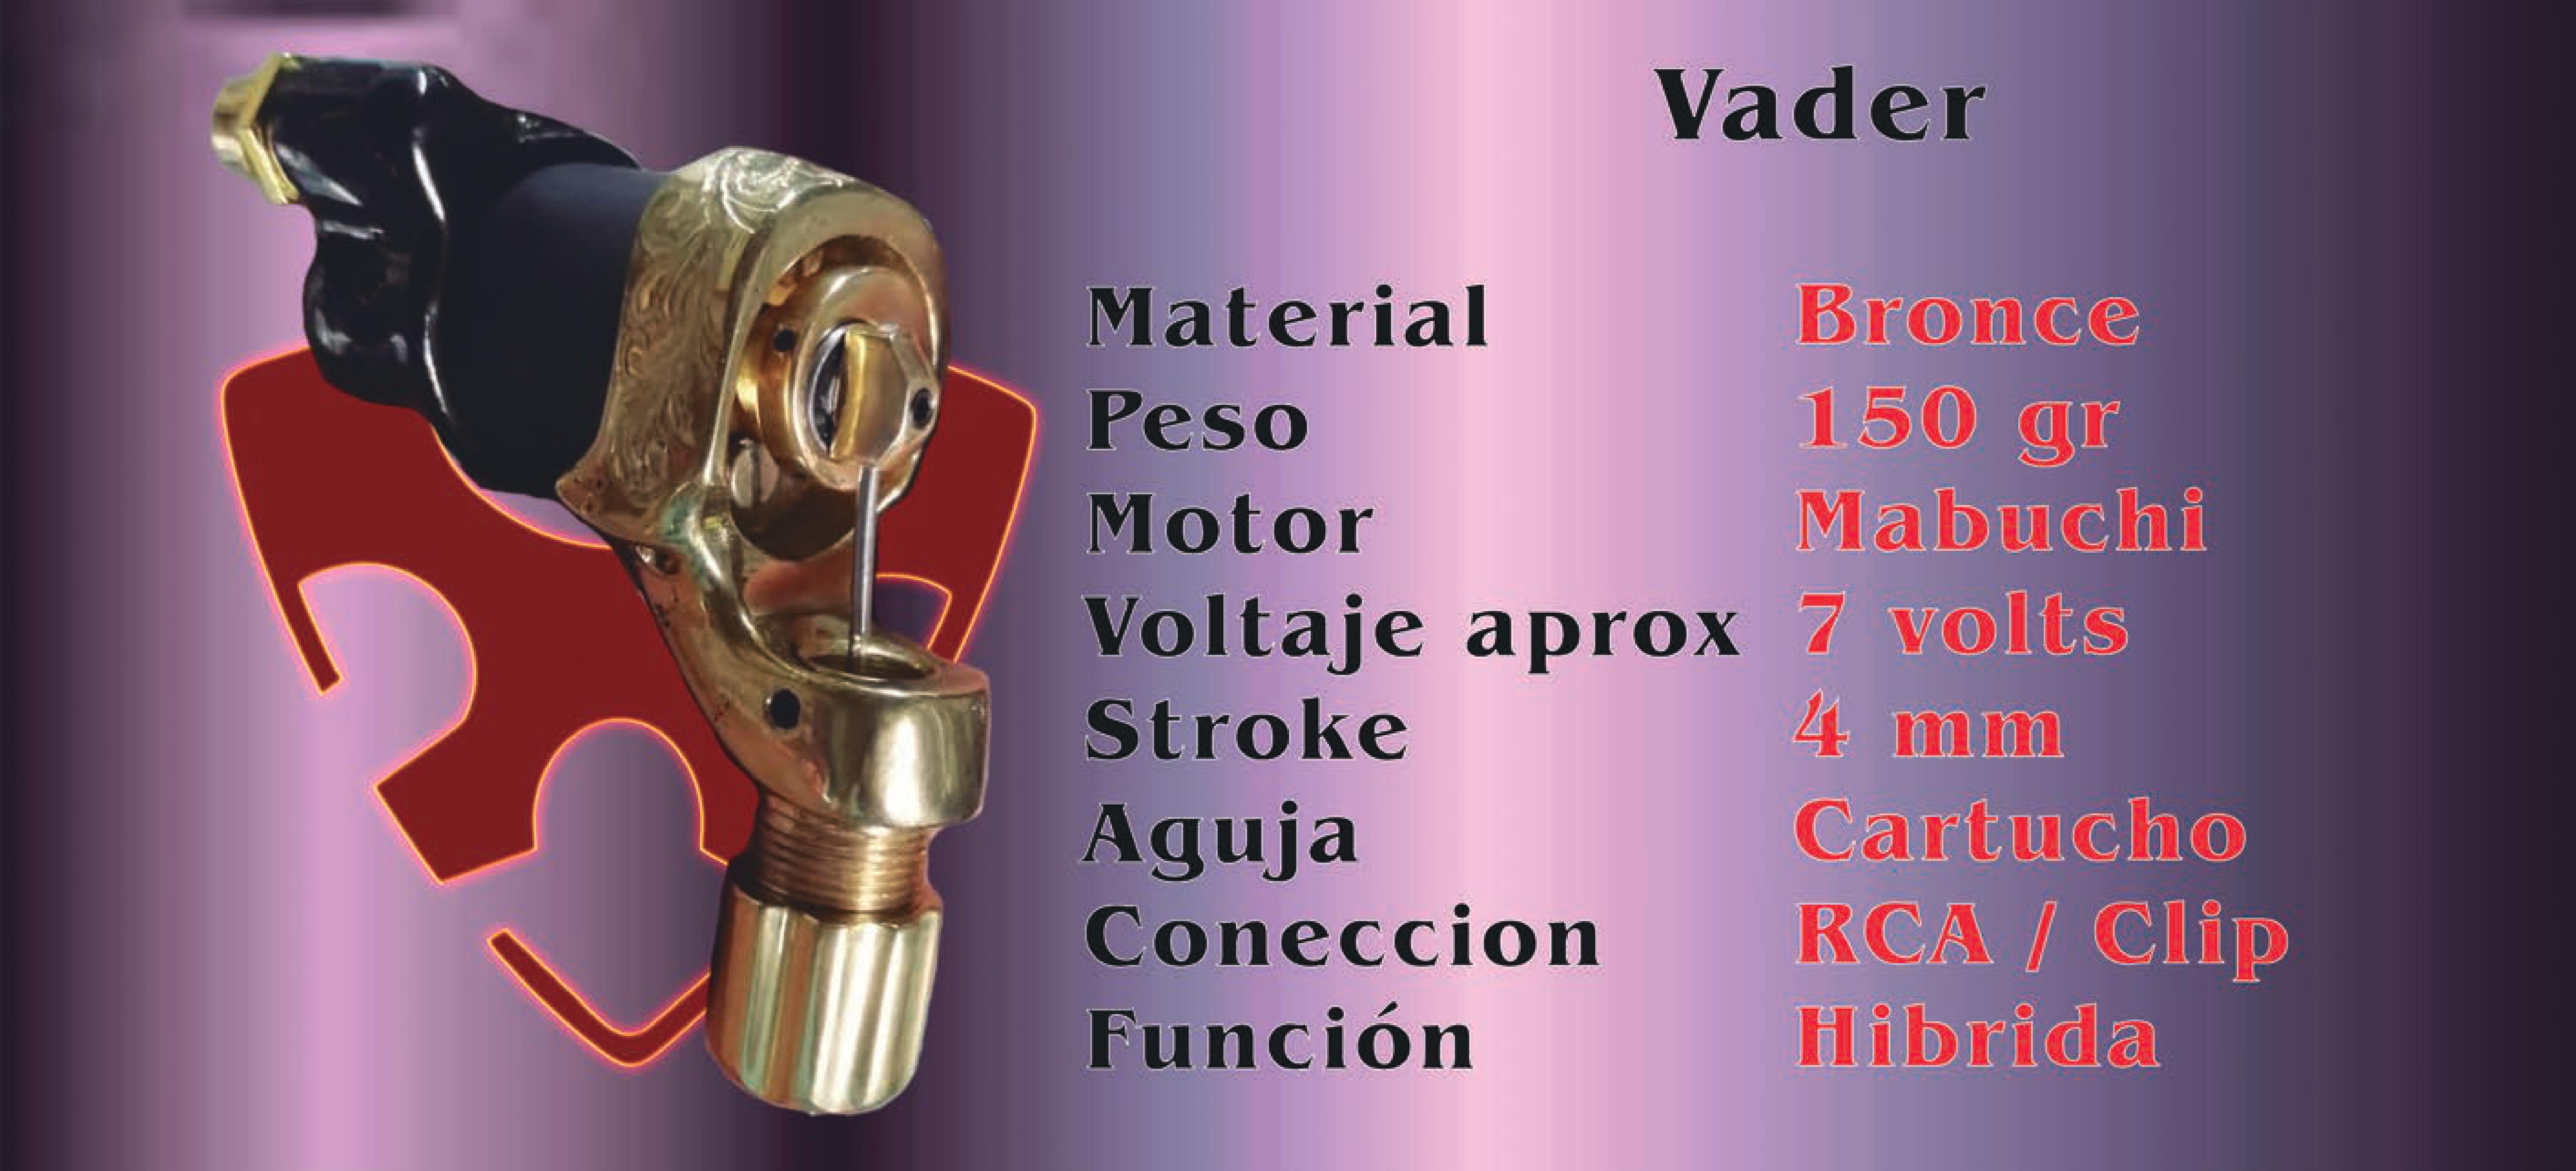 Vader
Material Bronce
Peso 150 gr
Motor Mabuchi
Voltaje aprox 7 volts
Stroke 4 mm
Aguja Cartucho
Coneccion RCA / Clip
Función Hibrida